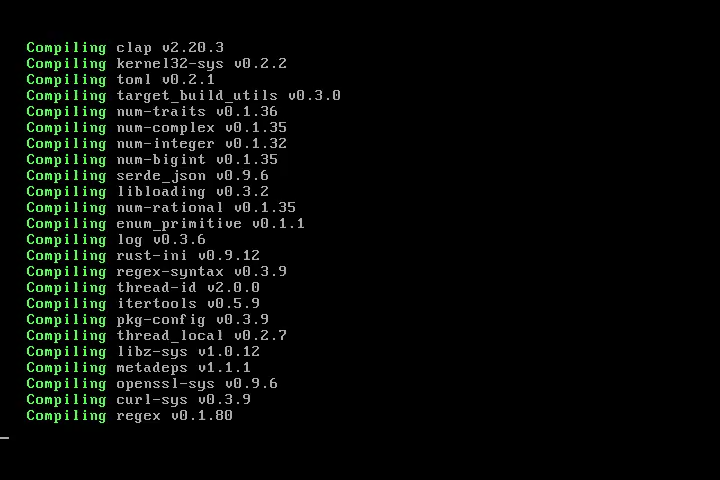 Compiling clap v2.20.3
Compiling kernel32-sys v0.2.2
Compiling toml v0.2.1
Compiling target_build_utils v0.3.0
Compiling num-traits v0.1.36
Compiling num-complex v0.1.35
Compiling num-integer v0.1.32
Compiling num-bigint v0.1.35
Compiling serde_json v0.9.6
Compiling libloading v0.3.2
Compiling num-rational v0.1.35
Compiling enum_primitive v0.1.1
Compiling log v0.3.6
Compiling rust-ini v0.9.12
Compiling regex-syntax v0.3.9
Compiling thread-id v2.0.0
Compiling itertools v0.5.9
Compiling pkg-config v0.3.9
Compiling thread_local v0.2.7
Compiling libz-sys v1.0.12
Compiling metadeps v1.1.1
Compiling openssl-sys v0.9.6
Compiling curl-sys v0.3.9
Compiling regex v0.1.80